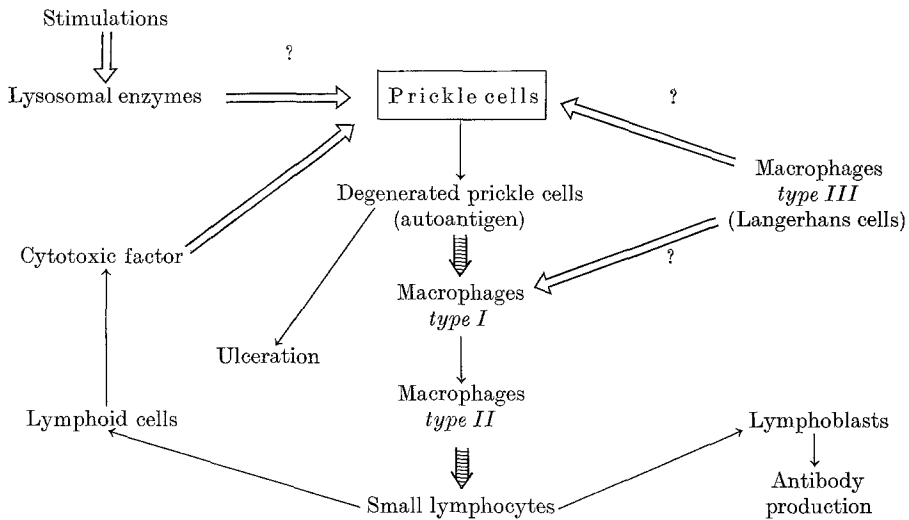 Stimulations
?
Lysosomal enzymes
Prickle cells
?
Macrophages
type III
(Langerhans cells)
Degenerated prickle cells
(autoantigen)
Cytotoxic factor
?
Macrophages
type I
Ulceration
Macrophages
type II
Lymphoid cells
Lymphoblasts
Antibody
production
Small lymphocytes